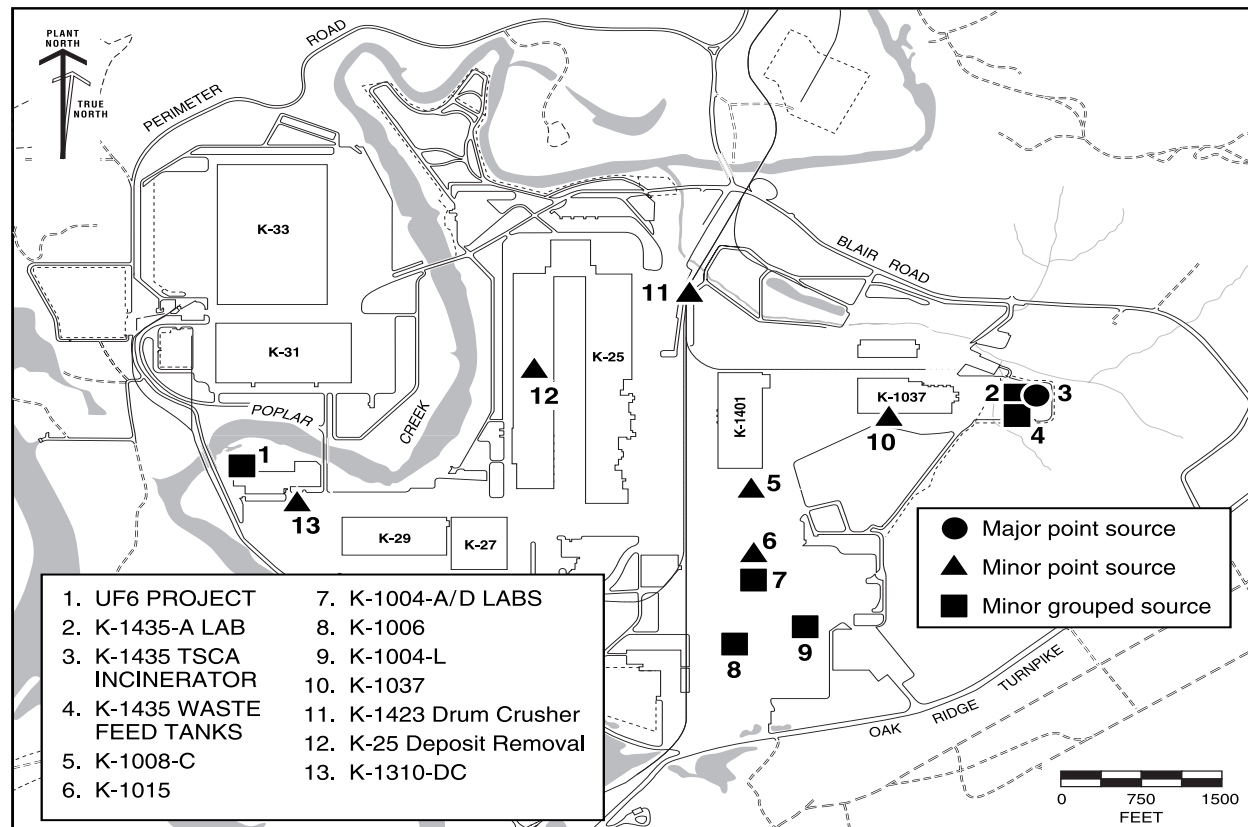 PLANT
NORTH
TRUE
NORTH
PERIMETER ROAD
K-33
K-31
POPLAR
CREEK
K-25
BLAIR ROAD
K-1401
K-1037
K-29
K-27
OAK RIDGE TURNPIKE
1
2
3
4
5
6
7
8
9
10
11
12
13
Major point source
Minor point source
Minor grouped source
1. UF6 PROJECT
2. K-1435-A LAB
3. K-1435 TSCA
INCINERATOR
4. K-1435 WASTE
FEED TANKS
5. K-1008-C
6. K-1015
7. K-1004-A/D LABS
8. K-1006
9. K-1004-L
10. K-1037
11. K-1423 Drum Crusher
12. K-25 Deposit Removal
13. K-1310-DC
0 750 1500
FEET